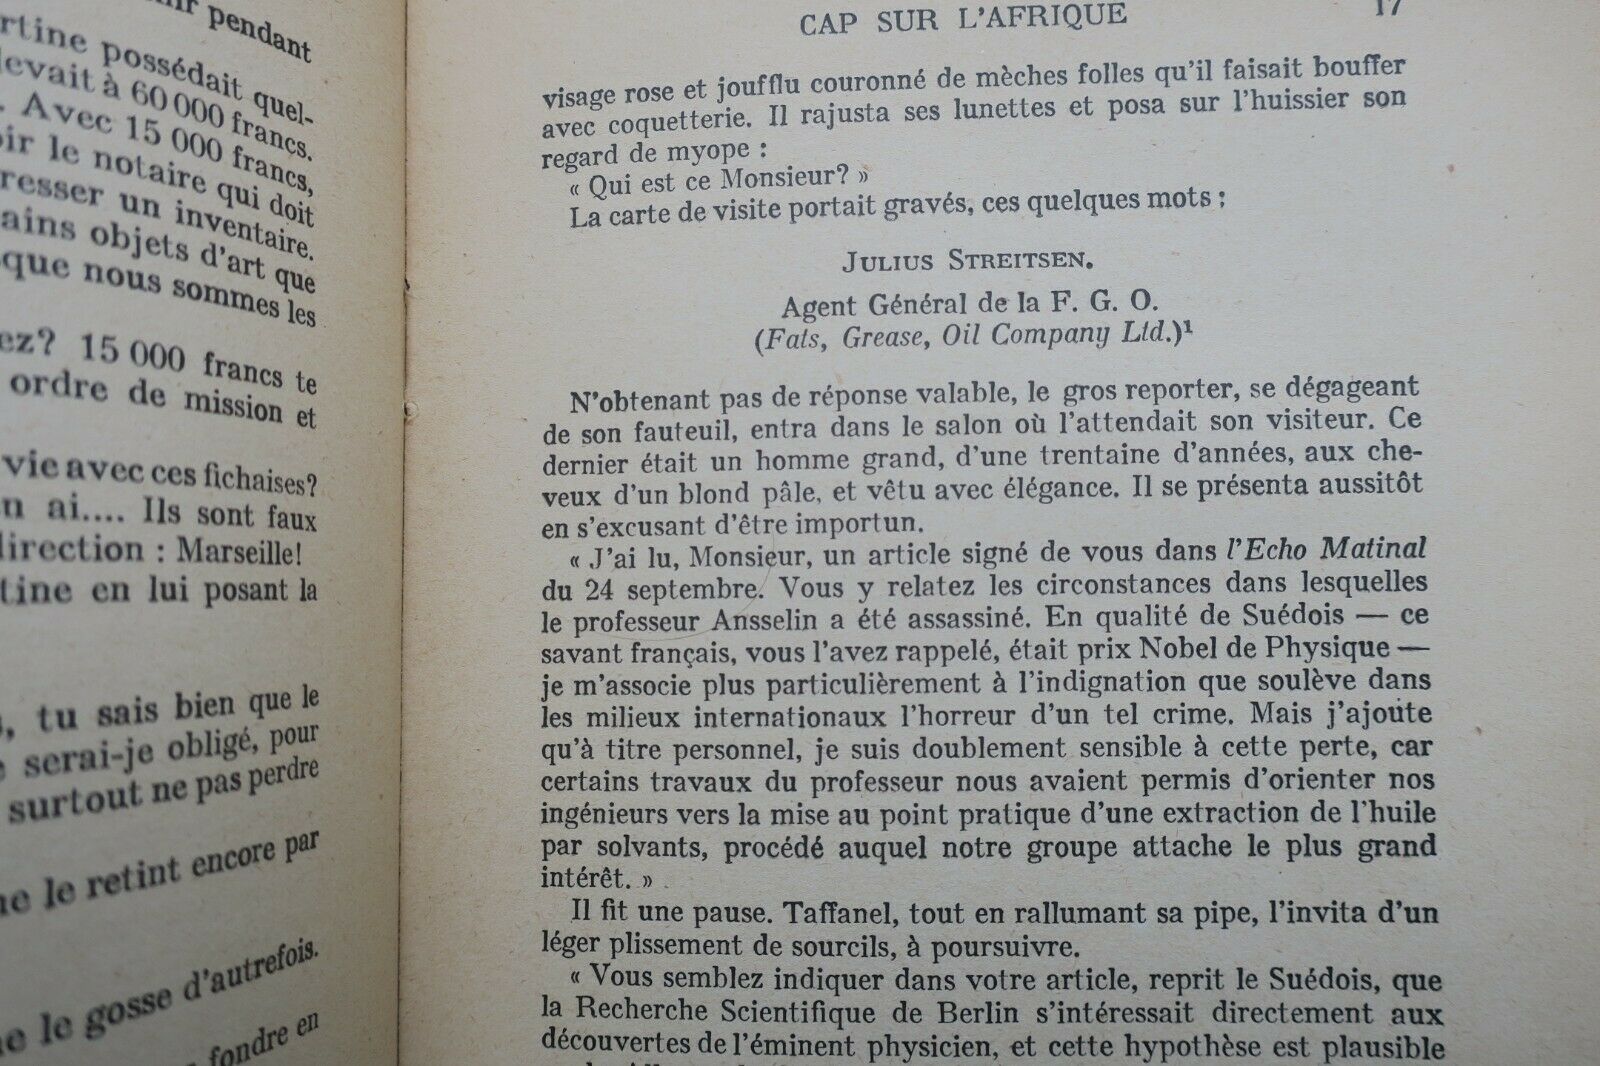 pendant
rtine possédait quel-
levait à 60 000 francs.
. Avec 15 000 francs,
oir le notaire qui doit
resser un inventaire.
ains objets d'art que
que nous sommes les
ez? 15 000 francs te
ordre de mission et
vie avec ces fichaises?
n ai.... Ils sont faux
direction : Marseille!
tine en lui posant la
, tu sais bien que le
serai-je obligé, pour
surtout ne pas perdre
ne le retint encore par
le gosse d'autrefois.
fondre en
CAP SUR L'AFRIQUE 17
visage rose et joufflu couronné de mèches folles qu'il faisait bouffer
avec coquetterie. Il rajusta ses lunettes et posa sur l'huissier son
regard de myope :
« Qui est ce Monsieur? »
La carte de visite portait gravés, ces quelques mots :
JULIUS STREITSEN.
Agent Général de la F. G. O.
(Fats, Grease, Oil Company Ltd.)¹
N'obtenant pas de réponse valable, le gros reporter, se dégageant
de son fauteuil, entra dans le salon où l'attendait son visiteur. Ce
dernier était un homme grand, d'une trentaine d'années, aux che-
veux d'un blond pâle, et vêtu avec élégance. Il se présenta aussitôt
en s'excusant d'être importun.
« J'ai lu, Monsieur, un article signé de vous dans l'Echo Matinal
du 24 septembre. Vous y relatez les circonstances dans lesquelles
le professeur Ansselin a été assassiné. En qualité de Suédois — ce
savant français, vous l'avez rappelé, était prix Nobel de Physique —
je m'associe plus particulièrement à l'indignation que soulève dans
les milieux internationaux l'horreur d'un tel crime. Mais j'ajoute
qu'à titre personnel, je suis doublement sensible à cette perte, car
certains travaux du professeur nous avaient permis d'orienter nos
ingénieurs vers la mise au point pratique d'une extraction de l'huile
par solvants, procédé auquel notre groupe attache le plus grand
intérêt. »
Il fit une pause. Taffanel, tout en rallumant sa pipe, l'invita d'un
léger plissement de sourcils, à poursuivre.
« Vous semblez indiquer dans votre article, reprit le Suédois, que
la Recherche Scientifique de Berlin s'intéressait directement aux
découvertes de l'éminent physicien, et cette hypothèse est plausible